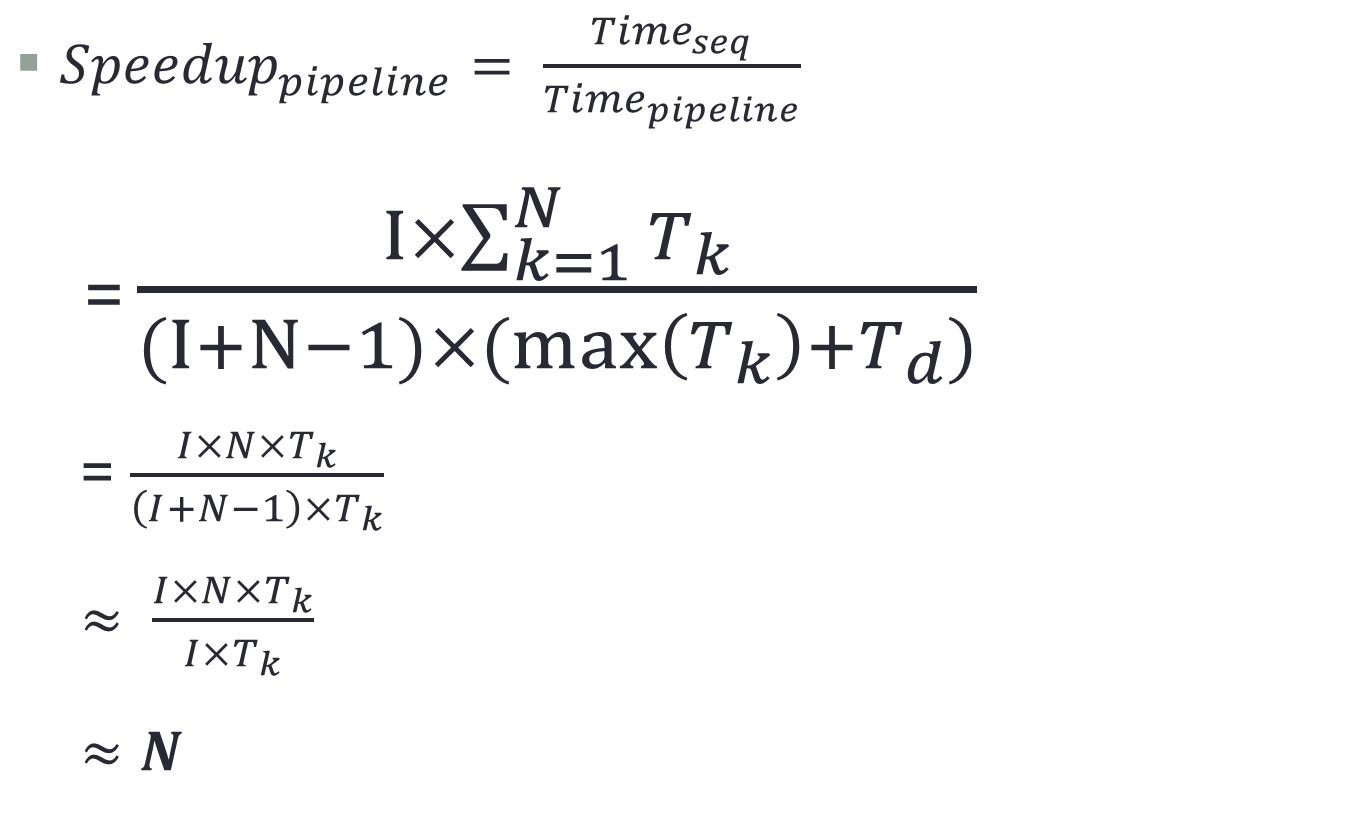 ▪ Speedup_pipeline = Time_seq / Time_pipeline
= I×∑_{k=1}^{N} T_k / (I+N−1)×(max(T_k)+T_d)
= I×N×T_k / (I+N−1)×T_k
≈ I×N×T_k / I×T_k
≈ N